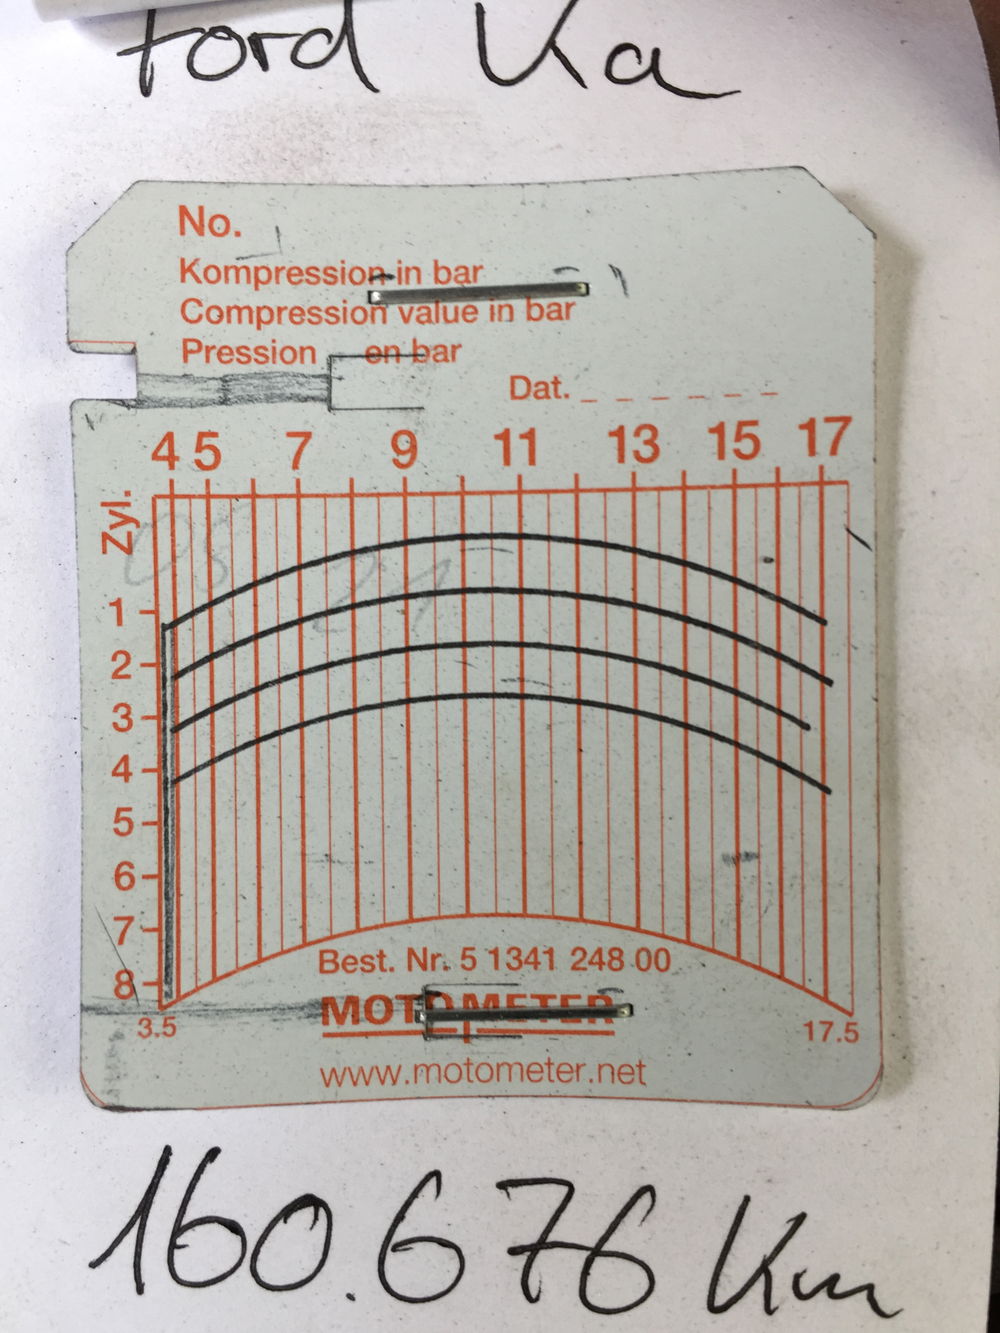 Ford Ka
No.
Kompression in bar
Compression value in bar
Pression en bar
Dat. _ _ _ _ _ _
4 5 7 9 11 13 15 17
Zyl.
1
2
3
4
5
6
7
8
3.5 17.5
Best. Nr. 5 1341 248 00
MOTOMETER
www.motometer.net
160.676 Km